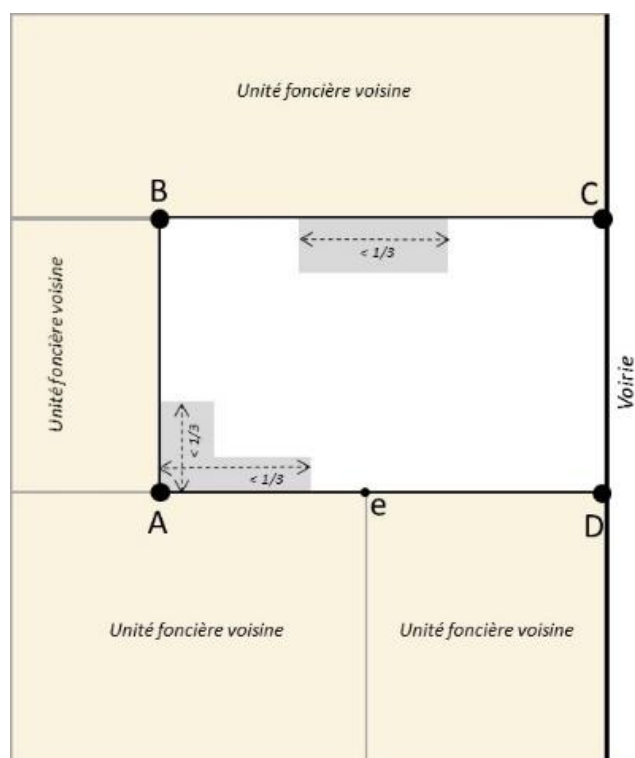 Unité foncière voisine
B
C
< 1/3
Unité foncière voisine
Voirie
< 1/3
< 1/3
A
e
D
Unité foncière voisine
Unité foncière voisine